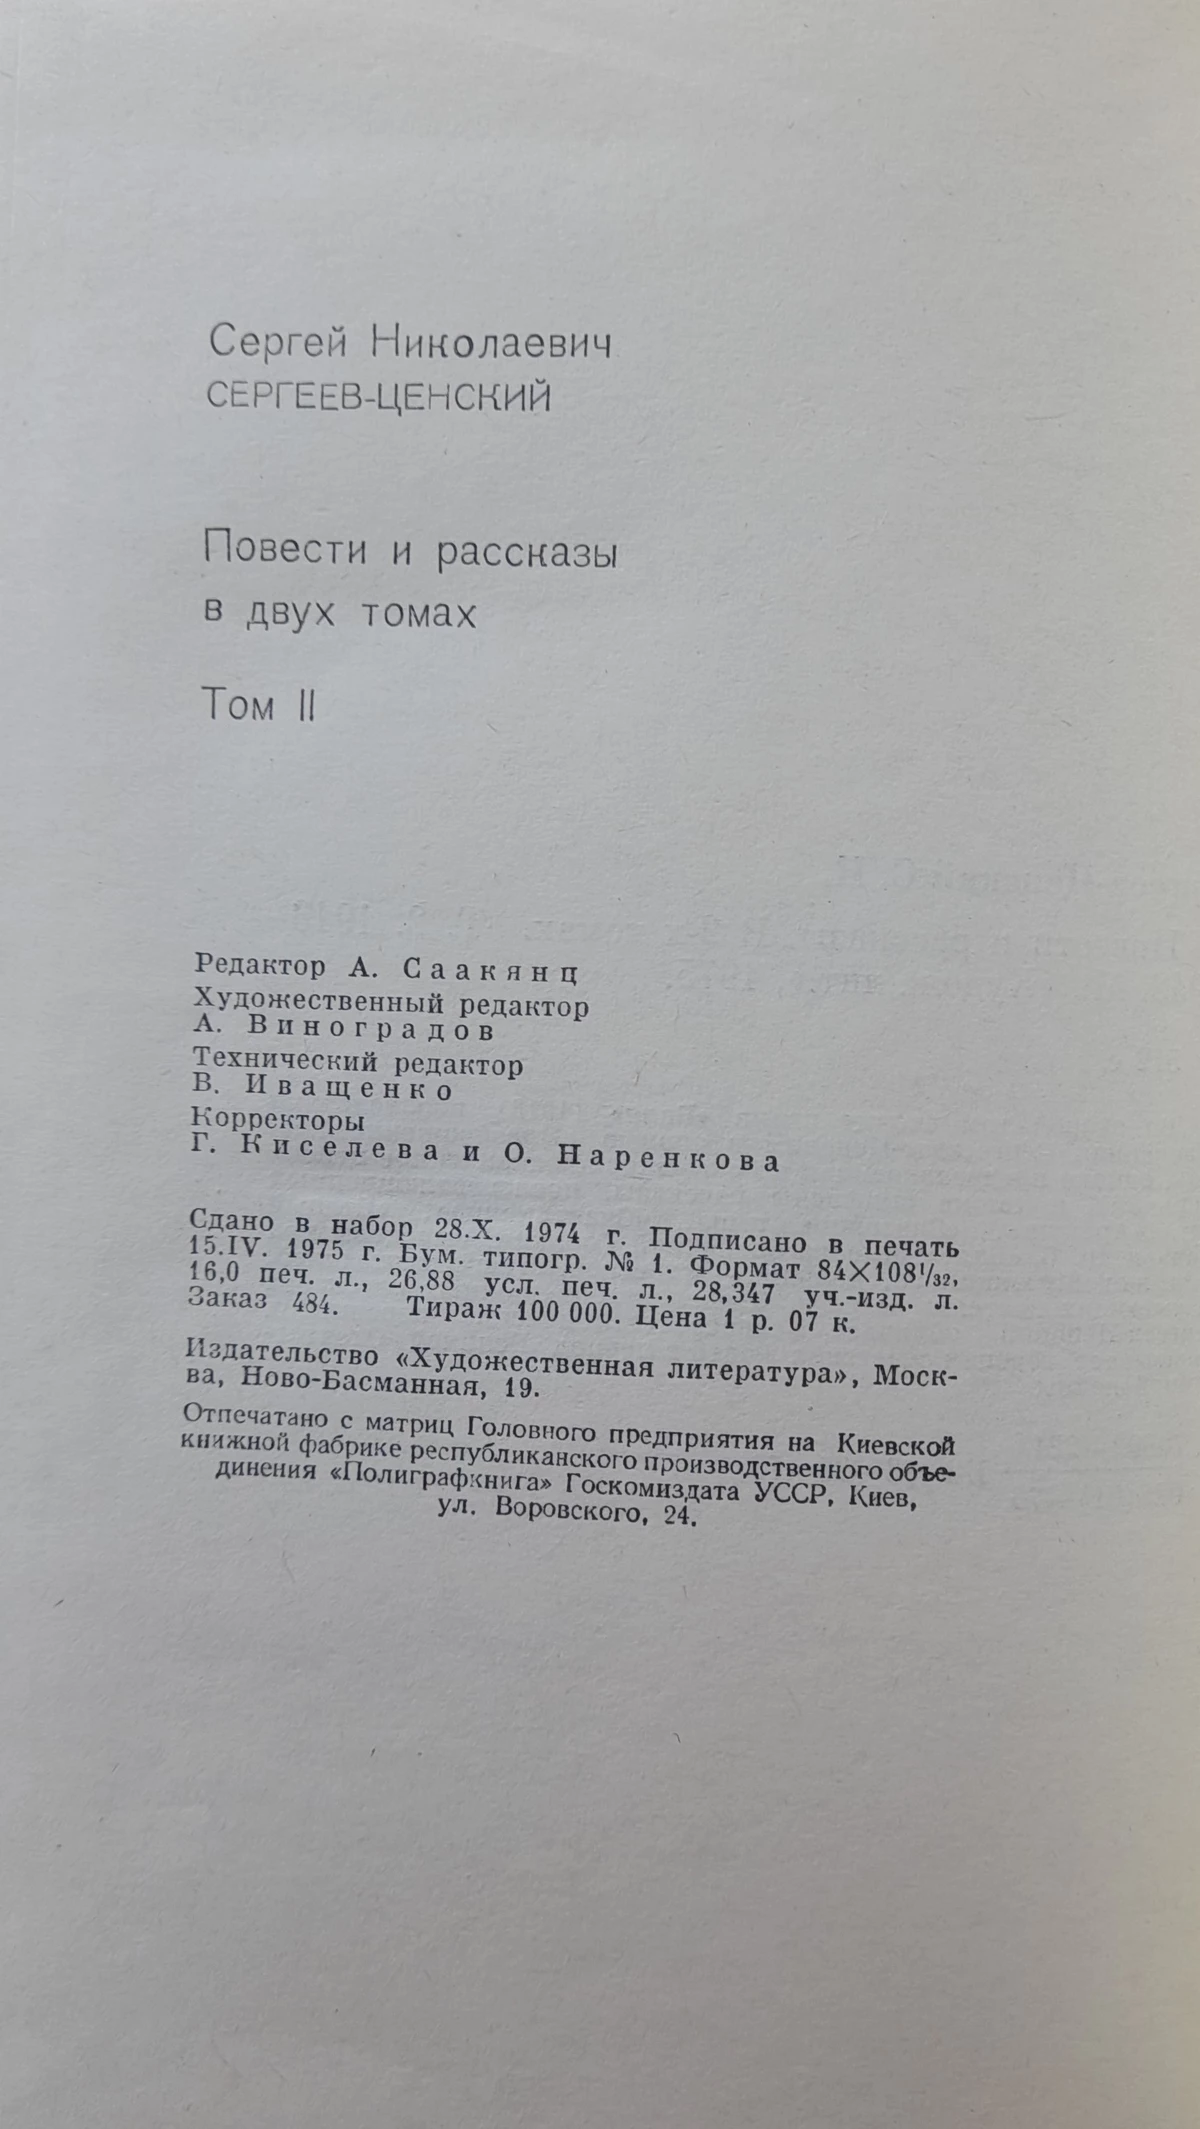 Сергей Николаевич
СЕРГЕЕВ-ЦЕНСКИЙ
Повести и рассказы
в двух томах
Том II
Редактор А. Саакянц
Художественный редактор
А. Виноградов
Технический редактор
В. Иващенко
Корректоры
Г. Киселева и О. Наренкова
Сдано в набор 28.X. 1974 г. Подписано в печать
15.IV. 1975 г. Бум. типогр. № 1. Формат 84×108¹/₃₂,
16,0 печ. л., 26,88 усл. печ. л., 28,347 уч.-изд. л.
Заказ 484. Тираж 100 000. Цена 1 р. 07 к.
Издательство «Художественная литература», Моск-
ва, Ново-Басманная, 19.
Отпечатано с матриц Головного предприятия на Киевской
книжной фабрике республиканского производственного объе-
динения «Полиграфкнига» Госкомиздата УССР, Киев,
ул. Воровского, 24.